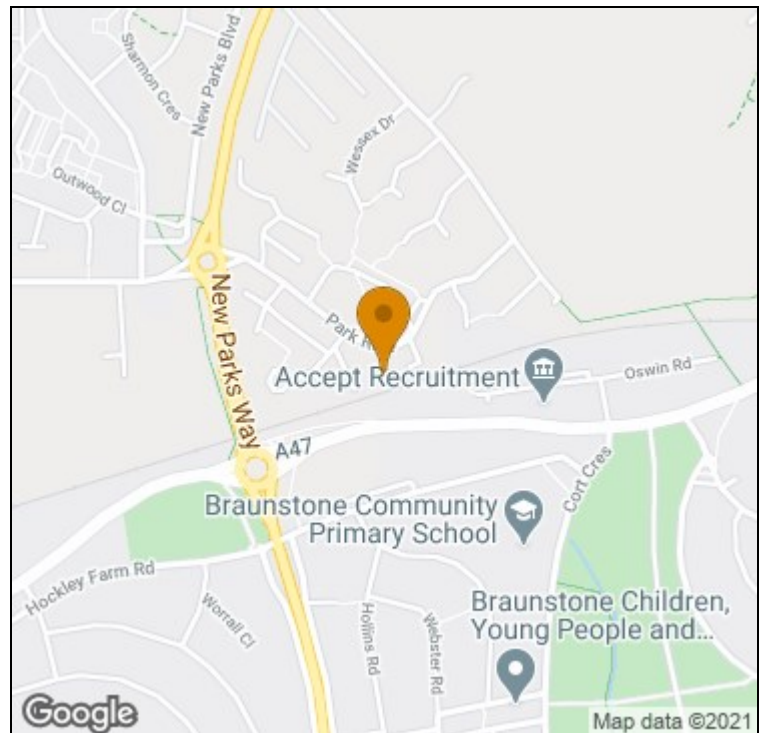 Sharmon Cres
New Parks Blvd
Wessex Dr
Outwood Cl
New Parks Way
Park R
Accept Recruitment
Oswin Rd
A47
Braunstone Community
Primary School
Cort Cres
Hockley Farm Rd
Worrall Cl
Hollins Rd
Webster Rd
Braunstone Children,
Young People and...
Google
Map data ©2021